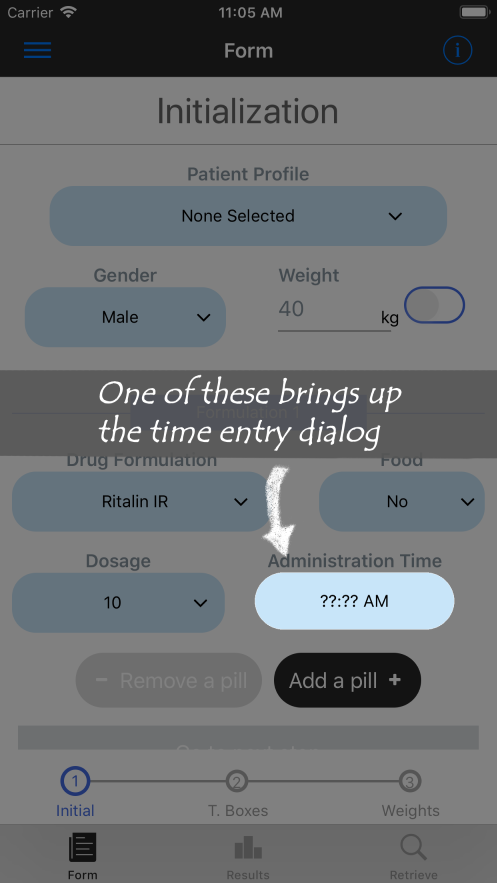 Carrier 11:05 AM
Form
Initialization
Patient Profile
None Selected
Gender Weight
Male 40 kg
One of these brings up
Formulation 1
the time entry dialog
Drug Formulation Food
Ritalin IR No
Dosage Administration Time
10 ??:?? AM
− Remove a pill Add a pill +
1 2 3
Initial T. Boxes Weights
Form Results Retrieve